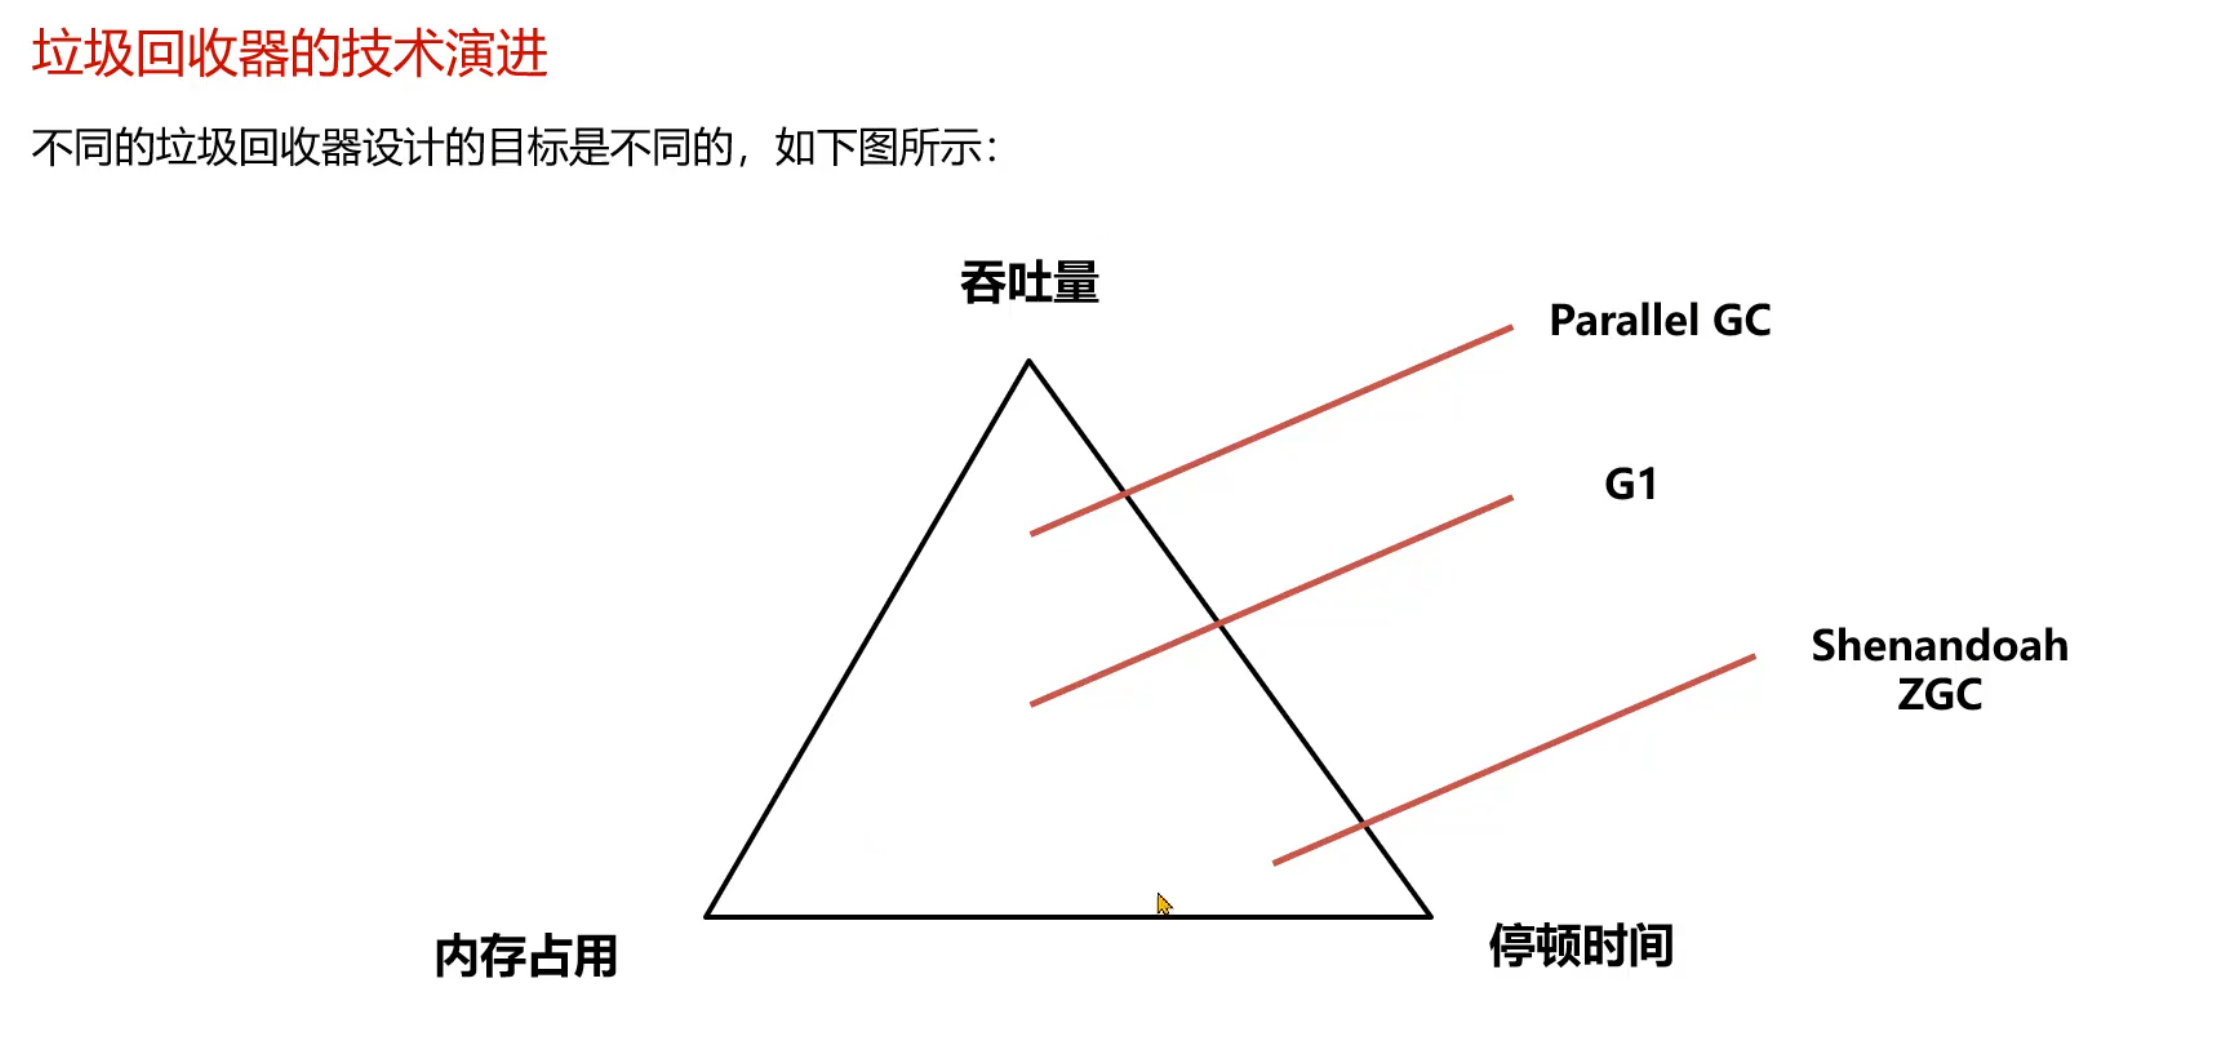 垃圾回收器的技术演进
不同的垃圾回收器设计的目标是不同的，如下图所示：
吞吐量
Parallel GC
G1
Shenandoah
ZGC
内存占用
停顿时间